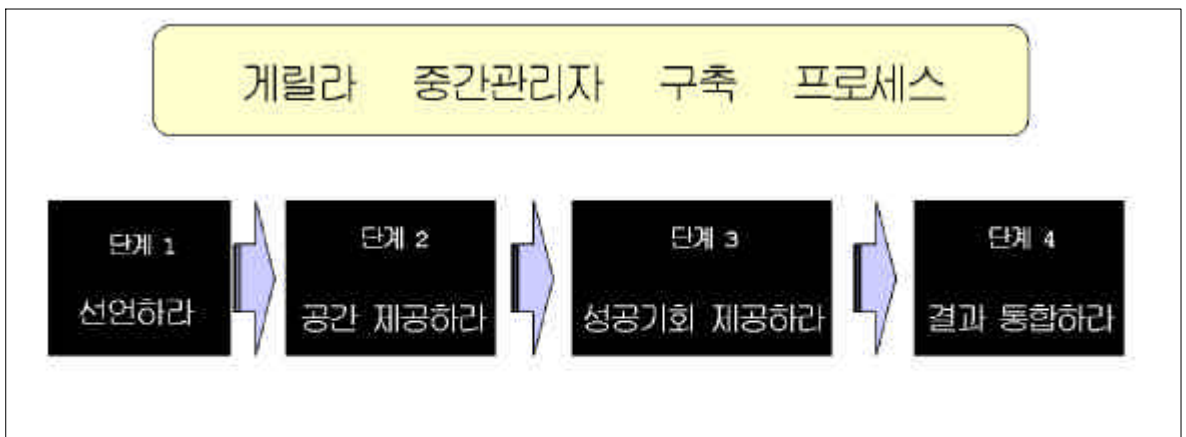 게릴라 중간관리자 구축 프로세스
단계 1
선언하라
단계 2
공간 제공하라
단계 3
성공기회 제공하라
단계 4
결과 통합하라